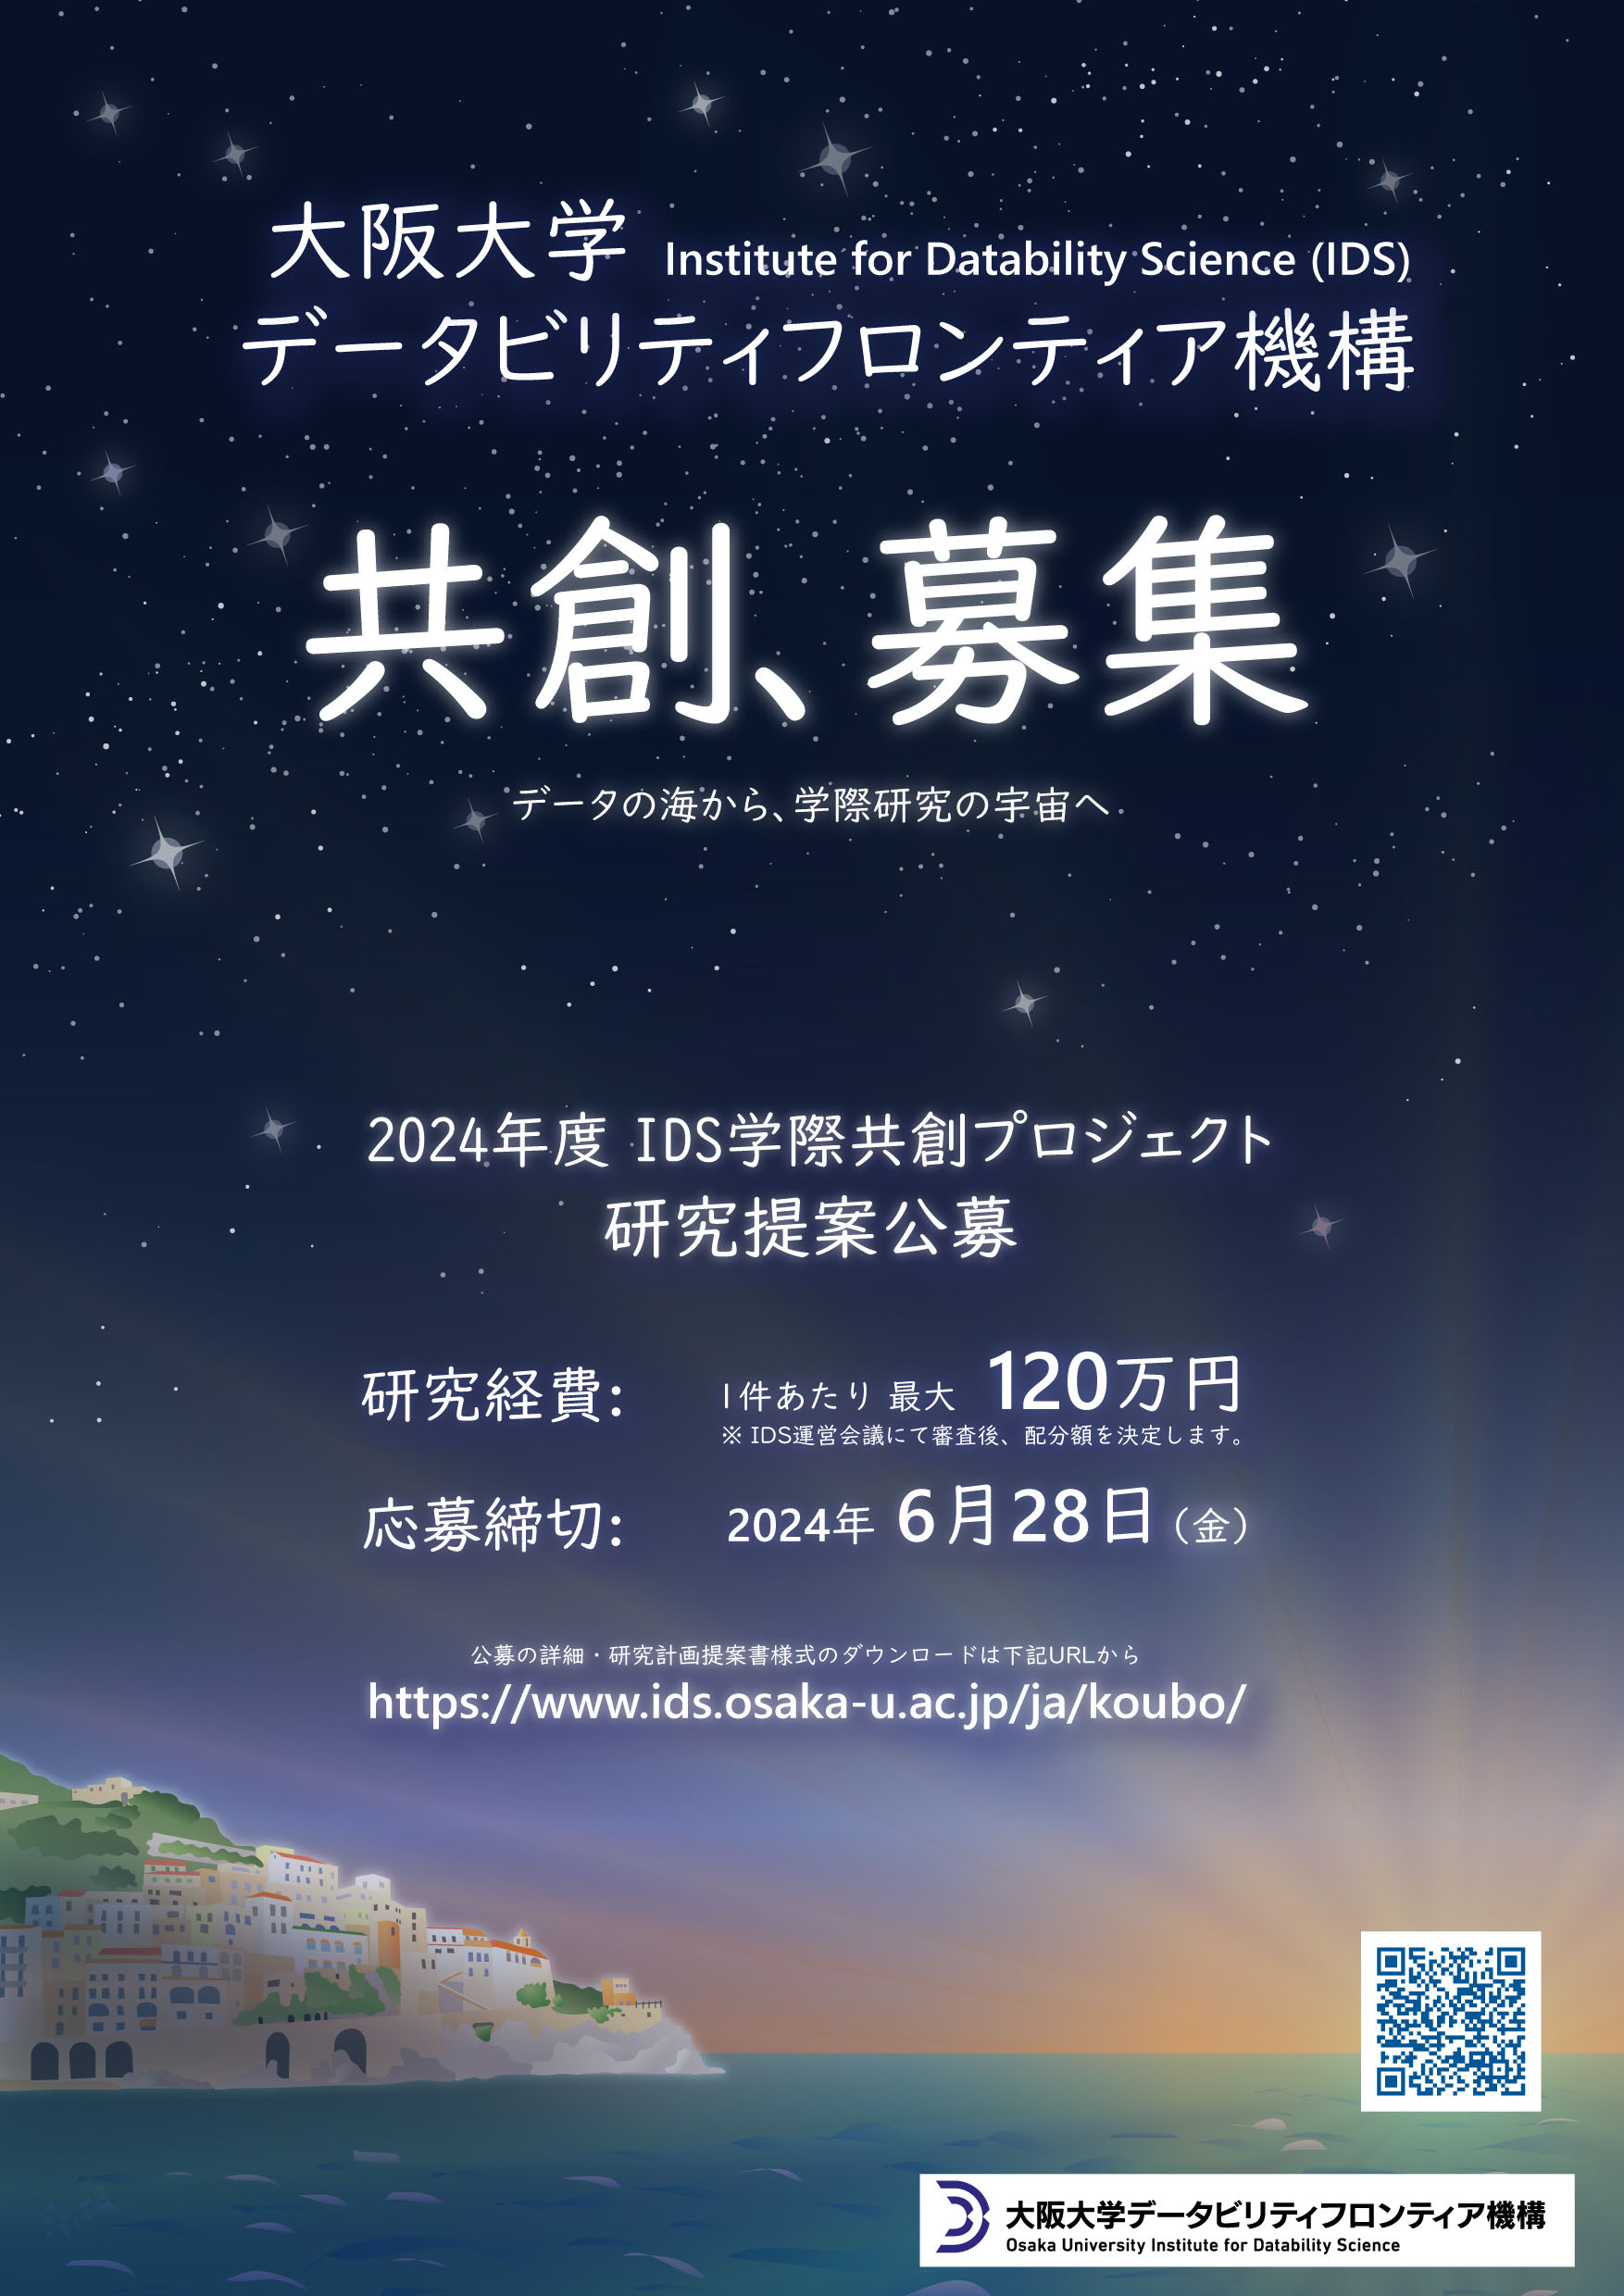 大阪大学 Institute for Datability Science (IDS)
データビリティフロンティア機構
共創、募集
データの海から、学際研究の宇宙へ
2024年度 IDS学際共創プロジェクト
研究提案公募
研究経費: 1件あたり 最大 120万円
※ IDS運営会議にて審査後、配分額を決定します。
応募締切: 2024年 6月28日（金）
公募の詳細・研究計画提案書様式のダウンロードは下記URLから
https://www.ids.osaka-u.ac.jp/ja/koubo/
大阪大学データビリティフロンティア機構
Osaka University Institute for Datability Science